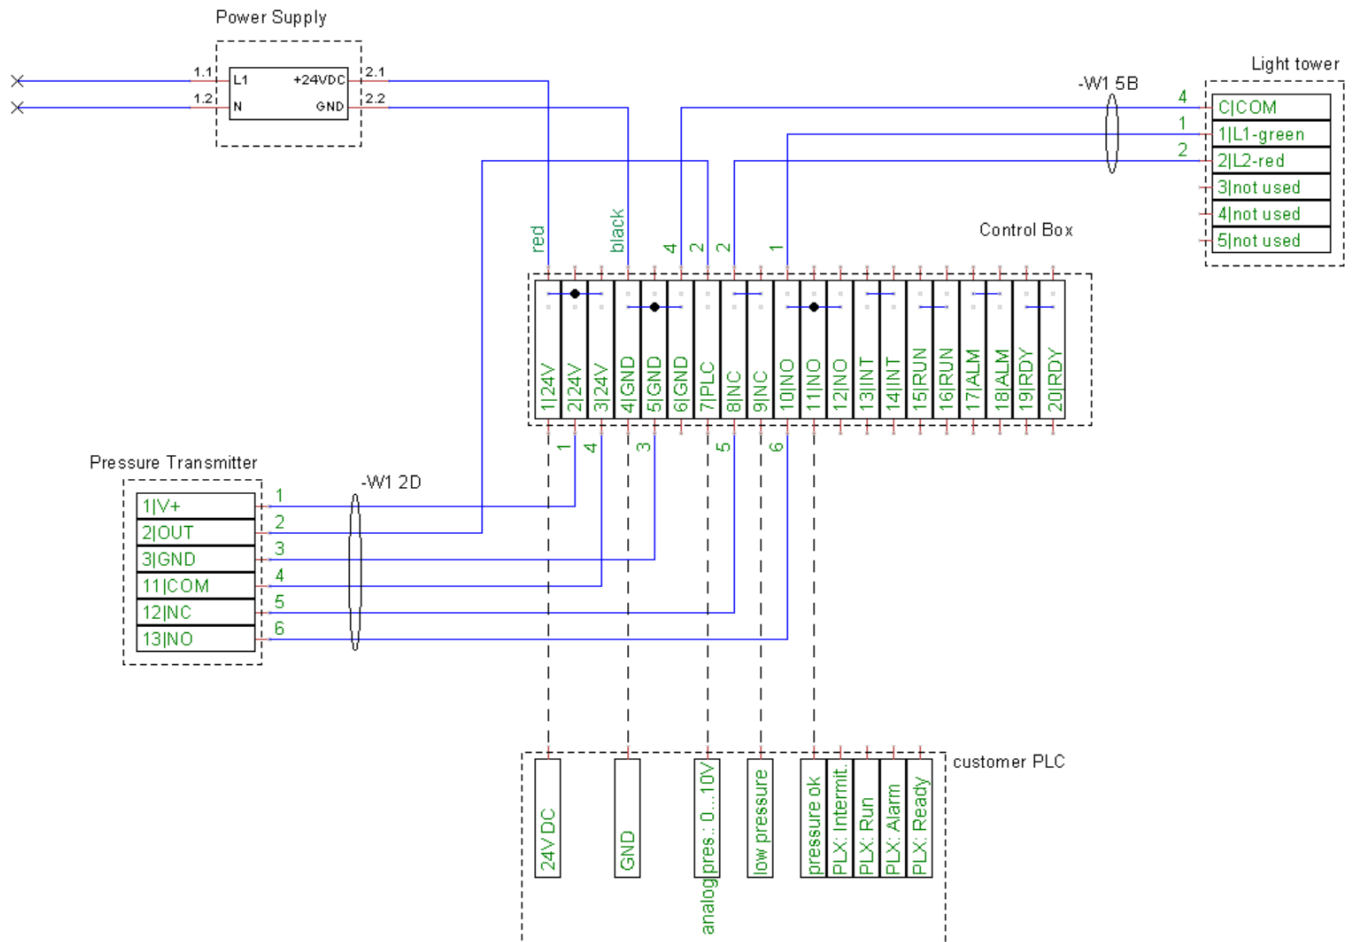 Power Supply
1.1
L1
+24VDC
2.1
1.2
N
GND
2.2
Light tower
-W1 5B
4
C|COM
1
1|L1-green
2
2|L2-red
3|not used
4|not used
5|not used
red
black
4
2
2
1
Control Box
1|24V
2|24V
3|24V
4|GND
5|GND
6|GND
7|PLC
8|NC
9|NC
10|NO
11|NO
12|NO
13|INT
14|INT
15|RUN
16|RUN
17|ALM
18|ALM
19|RDY
20|RDY
1
4
3
5
6
Pressure Transmitter
-W1 2D
1|V+
1
2|OUT
2
3|GND
3
11|COM
4
12|NC
5
13|NO
6
customer PLC
24V DC
GND
analog pres.: 0...10V
low pressure
pressure ok
PLX: Intermit.
PLX: Run
PLX: Alarm
PLX: Ready